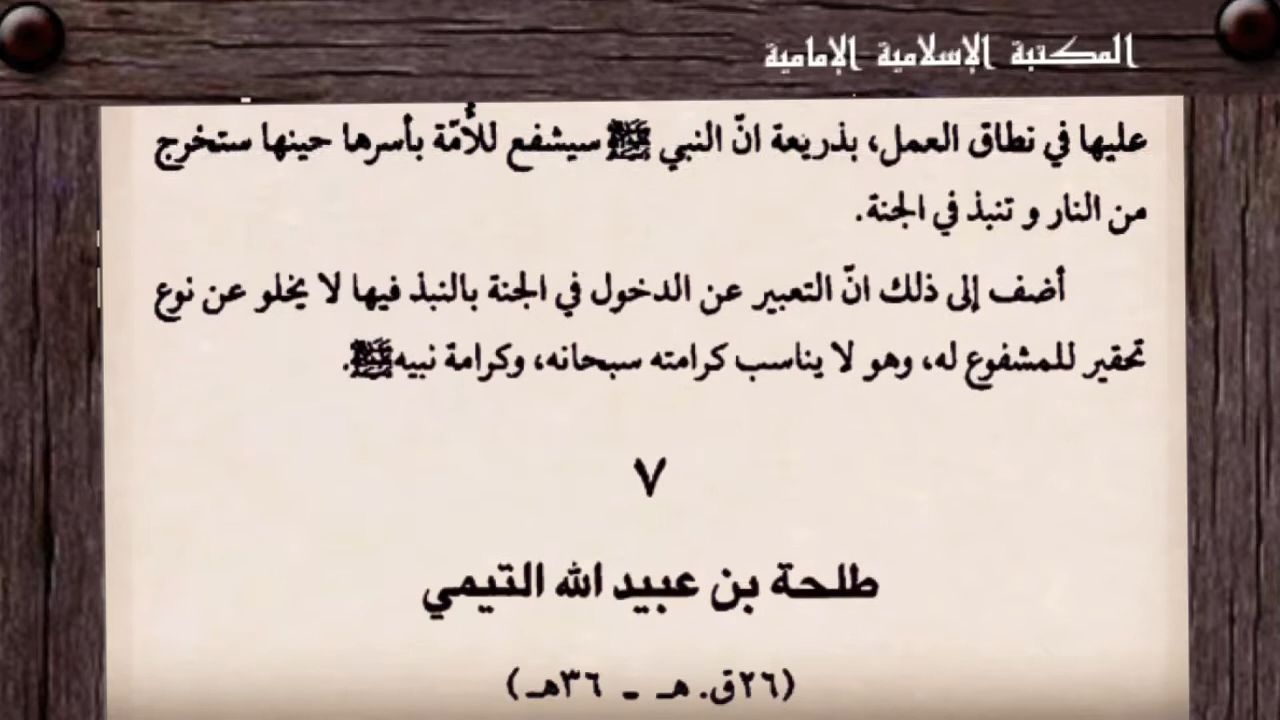 المكتبة الإسلامية الإمامية
عليها في نطاق العمل، بذريعة انّ النبي ﷺ سيشفع للأُمّة بأسرها حينها ستخرج
من النار و تنبذ في الجنة.
أضف إلى ذلك انّ التعبير عن الدخول في الجنة بالنبذ فيها لا يخلو عن نوع
تحقير للمشفوع له، وهو لا يناسب كرامته سبحانه، وكرامة نبيه ﷺ.
٧
طلحة بن عبيد الله التيمي
(٢٦ق. هـ ـ ٣٦هـ)